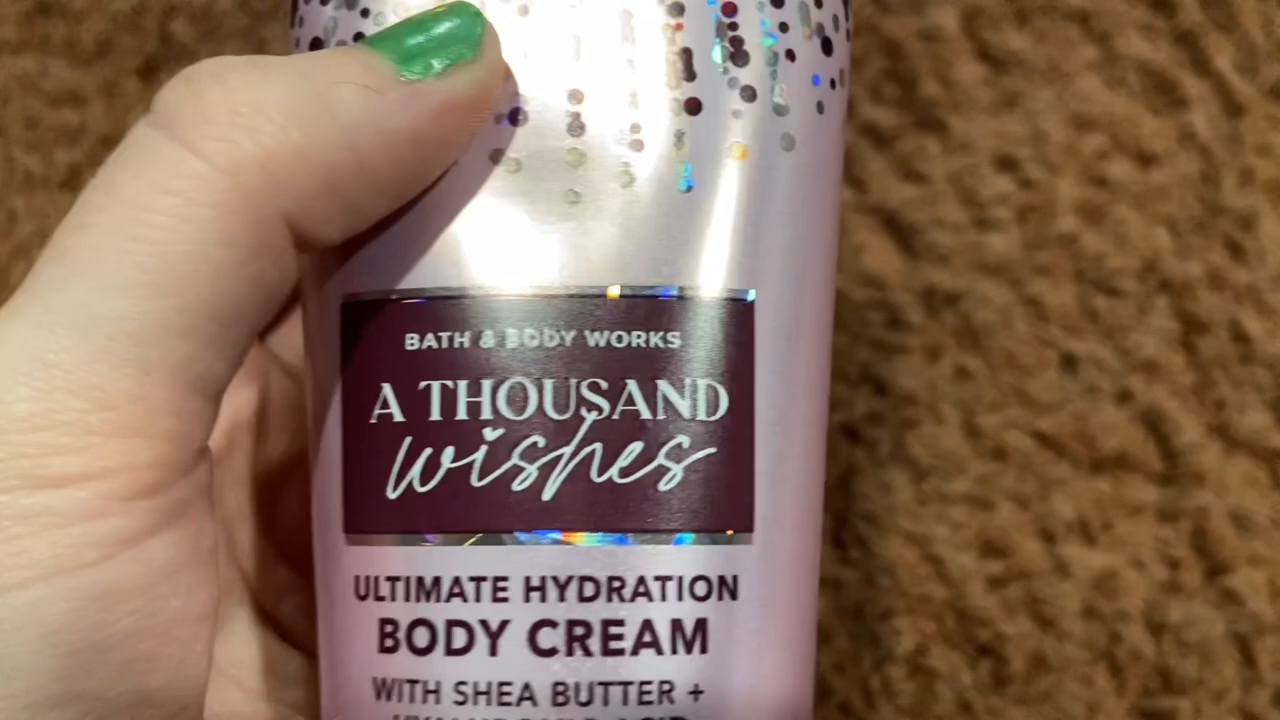 BATH & BODY WORKS
A THOUSAND
wishes
ULTIMATE HYDRATION
BODY CREAM
WITH SHEA BUTTER +